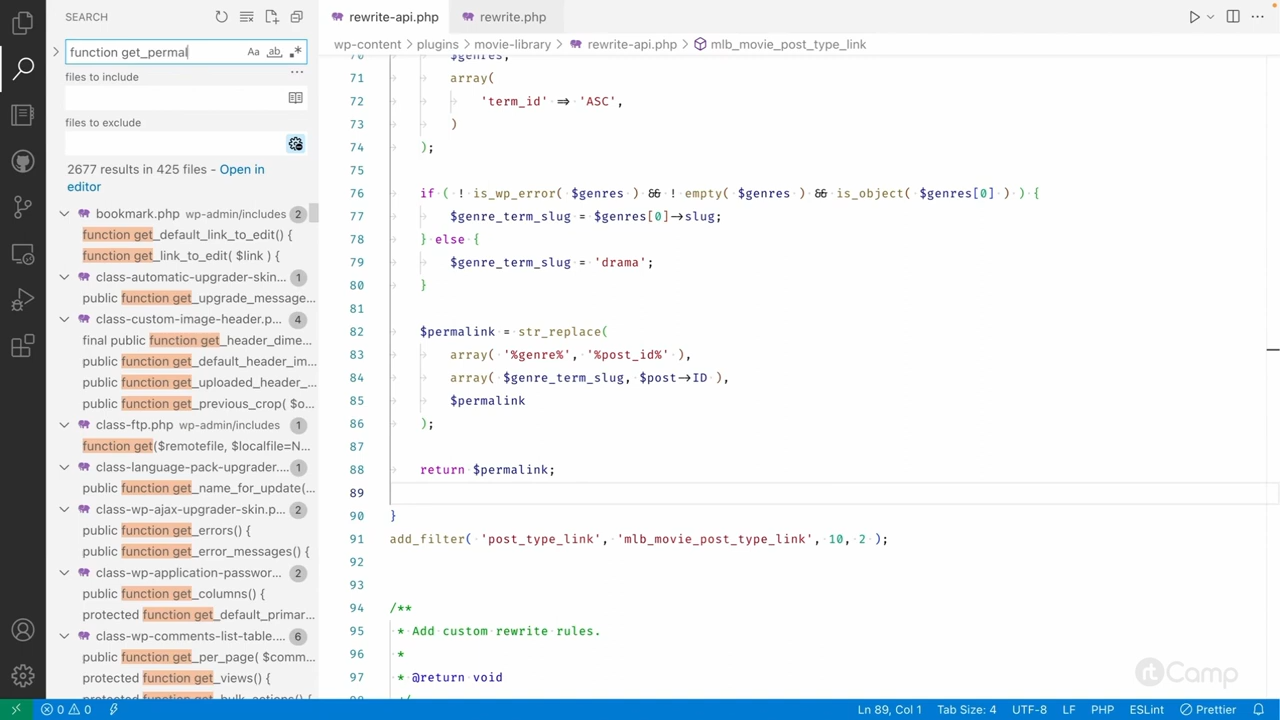 SEARCH
function get_permal
Aa ab .*
files to include
files to exclude
2677 results in 425 files - Open in
editor
bookmark.php wp-admin/includes 2
function get_default_link_to_edit() {
function get_link_to_edit( $link ) {
class-automatic-upgrader-skin... 1
public function get_upgrade_message...
class-custom-image-header.p... 4
final public function get_header_dime...
public function get_default_header_im...
public function get_uploaded_header_...
public function get_previous_crop( $o...
class-ftp.php wp-admin/includes 1
function get($remotefile, $localfile=N...
class-language-pack-upgrader.... 1
public function get_name_for_update(...
class-wp-ajax-upgrader-skin.p... 2
public function get_errors() {
public function get_error_messages() {
class-wp-application-passwor... 2
public function get_columns() {
protected function get_default_primar...
class-wp-comments-list-table.... 6
public function get_per_page( $comm...
protected function get_views() {
protected function get_bulk_actions() {
rewrite-api.php rewrite.php
wp-content > plugins > movie-library > rewrite-api.php > mlb_movie_post_type_link
70 $genres,
71 array(
72 'term_id' => 'ASC',
73 )
74 );
75
76 if ( ! is_wp_error( $genres ) && ! empty( $genres ) && is_object( $genres[0] ) ) {
77 $genre_term_slug = $genres[0]->slug;
78 } else {
79 $genre_term_slug = 'drama';
80 }
81
82 $permalink = str_replace(
83 array( '%genre%', '%post_id%' ),
84 array( $genre_term_slug, $post->ID ),
85 $permalink
86 );
87
88 return $permalink;
89
90 }
91 add_filter( 'post_type_link', 'mlb_movie_post_type_link', 10, 2 );
92
93
94 /**
95 * Add custom rewrite rules.
96 *
97 * @return void
98 */
rtCamp
0 0 Ln 89, Col 1 Tab Size: 4 UTF-8 LF PHP ESLint Prettier